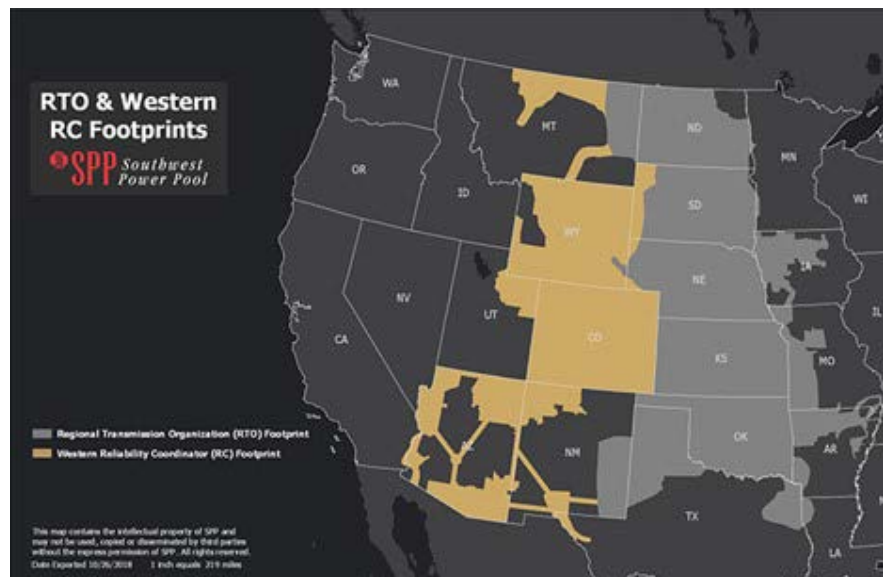 RTO & Western
RC Footprints
SPP Southwest
Power Pool
WA
MT
ND
MN
OR
ID
SD
WI
WY
NE
IA
NV
UT
IL
CA
CO
KS
MO
Regional Transmission Organization (RTO) Footprint
Western Reliability Coordinator (RC) Footprint
AZ
NM
OK
AR
TX
LA
This map contains the intellectual property of SPP and
may not be used, copied or disseminated by third parties
without the express permission of SPP. All rights reserved.
Date Exported 10/26/2018 1 inch equals 219 miles